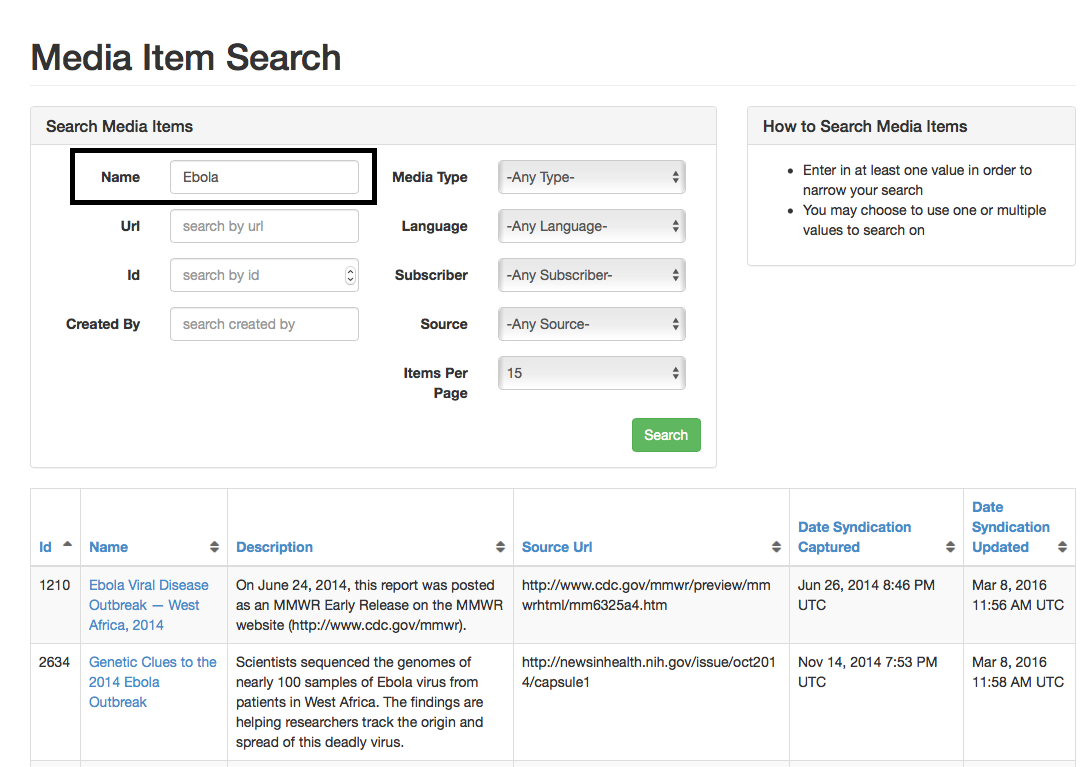 Media Item Search
Search Media Items
Name Ebola
Media Type -Any Type-
Url search by url
Language -Any Language-
Id search by id
Subscriber -Any Subscriber-
Created By search created by
Source -Any Source-
Items Per
Page
15
Search
How to Search Media Items
Enter in at least one value in order to
narrow your search
You may choose to use one or multiple
values to search on
Id
Name
Description
Source Url
Date Syndication
Captured
Date
Syndication
Updated
1210
Ebola Viral Disease
Outbreak — West
Africa, 2014
On June 24, 2014, this report was posted
as an MMWR Early Release on the MMWR
website (http://www.cdc.gov/mmwr).
http://www.cdc.gov/mmwr/preview/mm
wrhtml/mm6325a4.htm
Jun 26, 2014 8:46 PM
UTC
Mar 8, 2016
11:56 AM UTC
2634
Genetic Clues to the
2014 Ebola
Outbreak
Scientists sequenced the genomes of
nearly 100 samples of Ebola virus from
patients in West Africa. The findings are
helping researchers track the origin and
spread of this deadly virus.
http://newsinhealth.nih.gov/issue/oct201
4/capsule1
Nov 14, 2014 7:53 PM
UTC
Mar 8, 2016
11:58 AM UTC